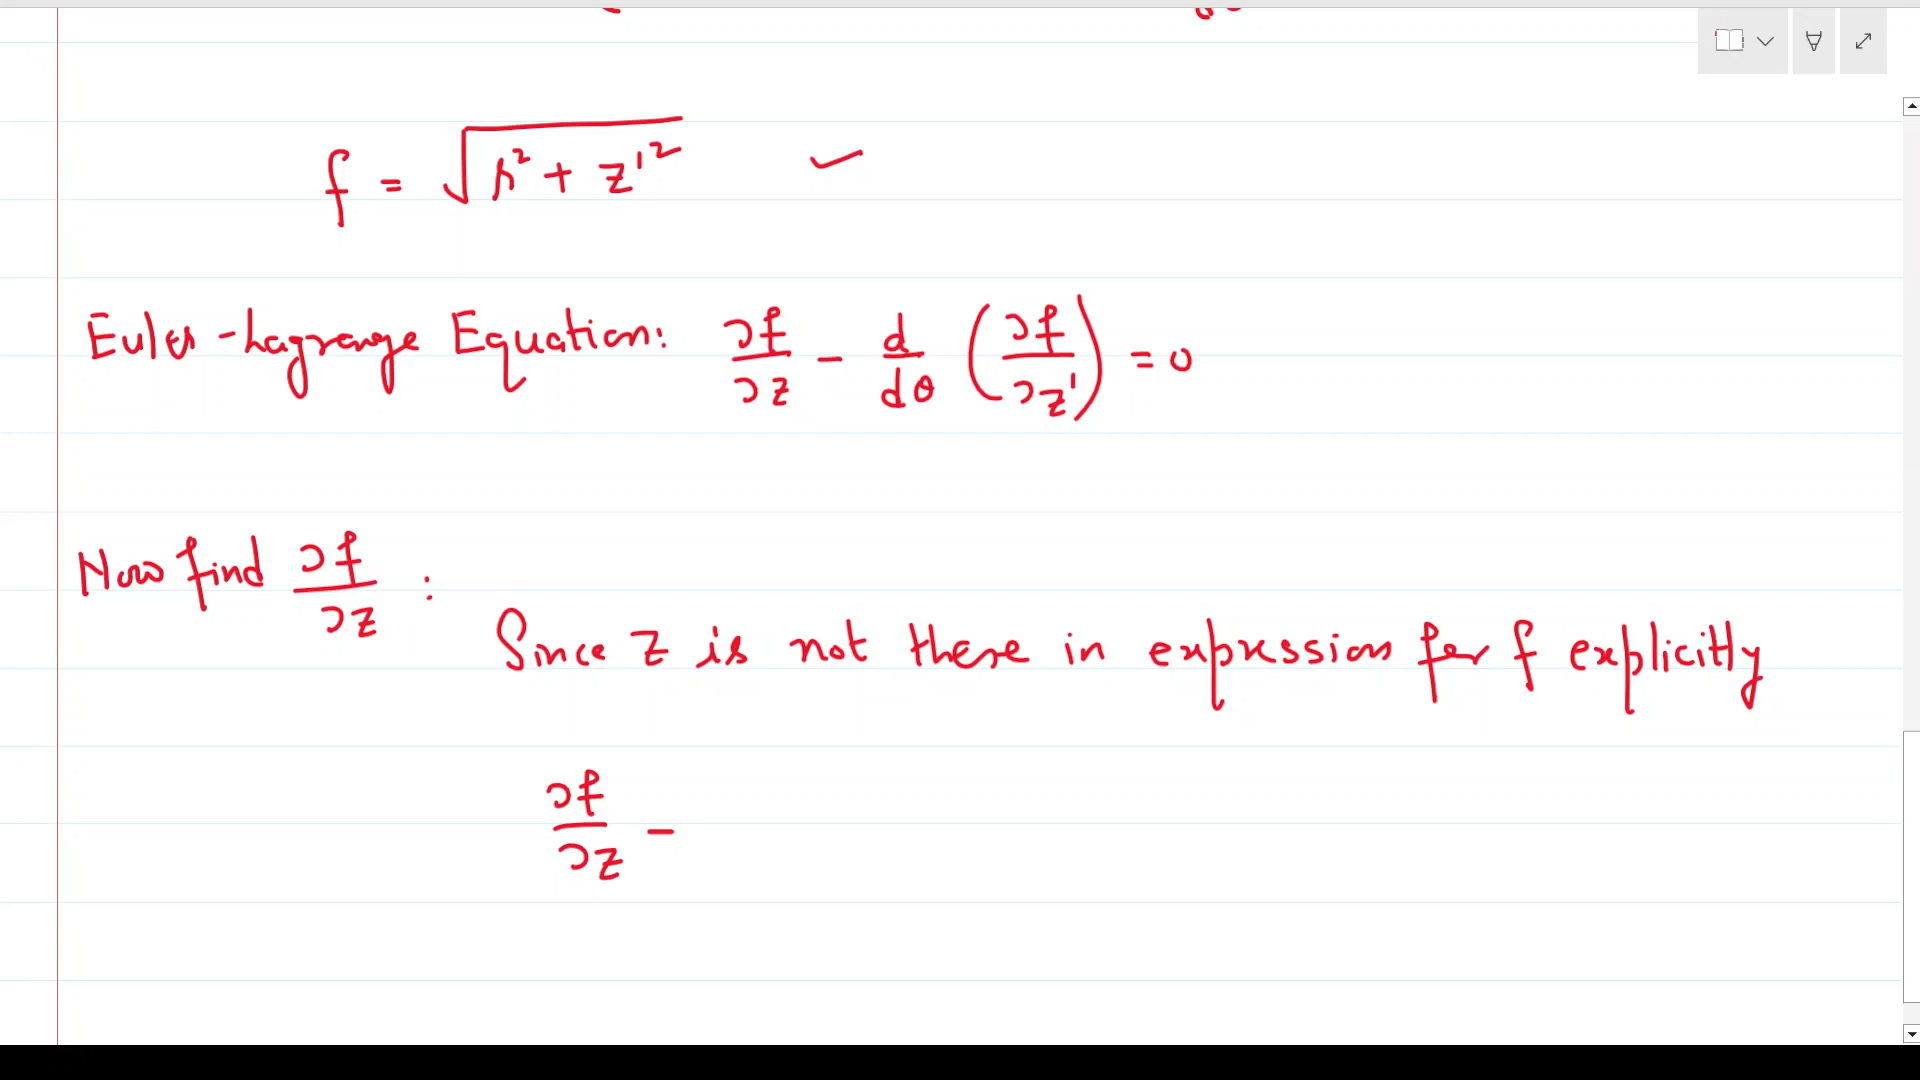 f = √(r² + z'²) ✓
Euler-Lagrange Equation: ∂f/∂z - d/dθ (∂f/∂z') = 0
Now find ∂f/∂z :
Since z is not there in expression for f explicitly
∂f/∂z -